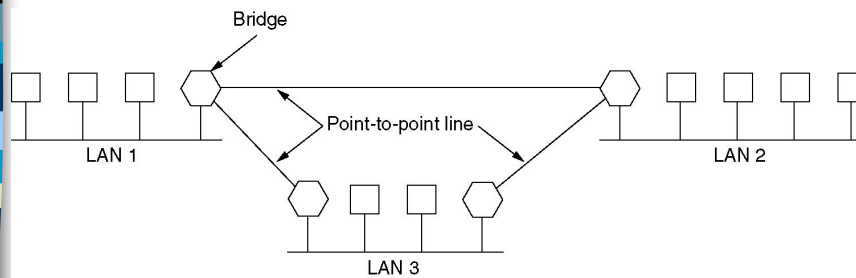 Bridge
Point-to-point line
LAN 1
LAN 2
LAN 3